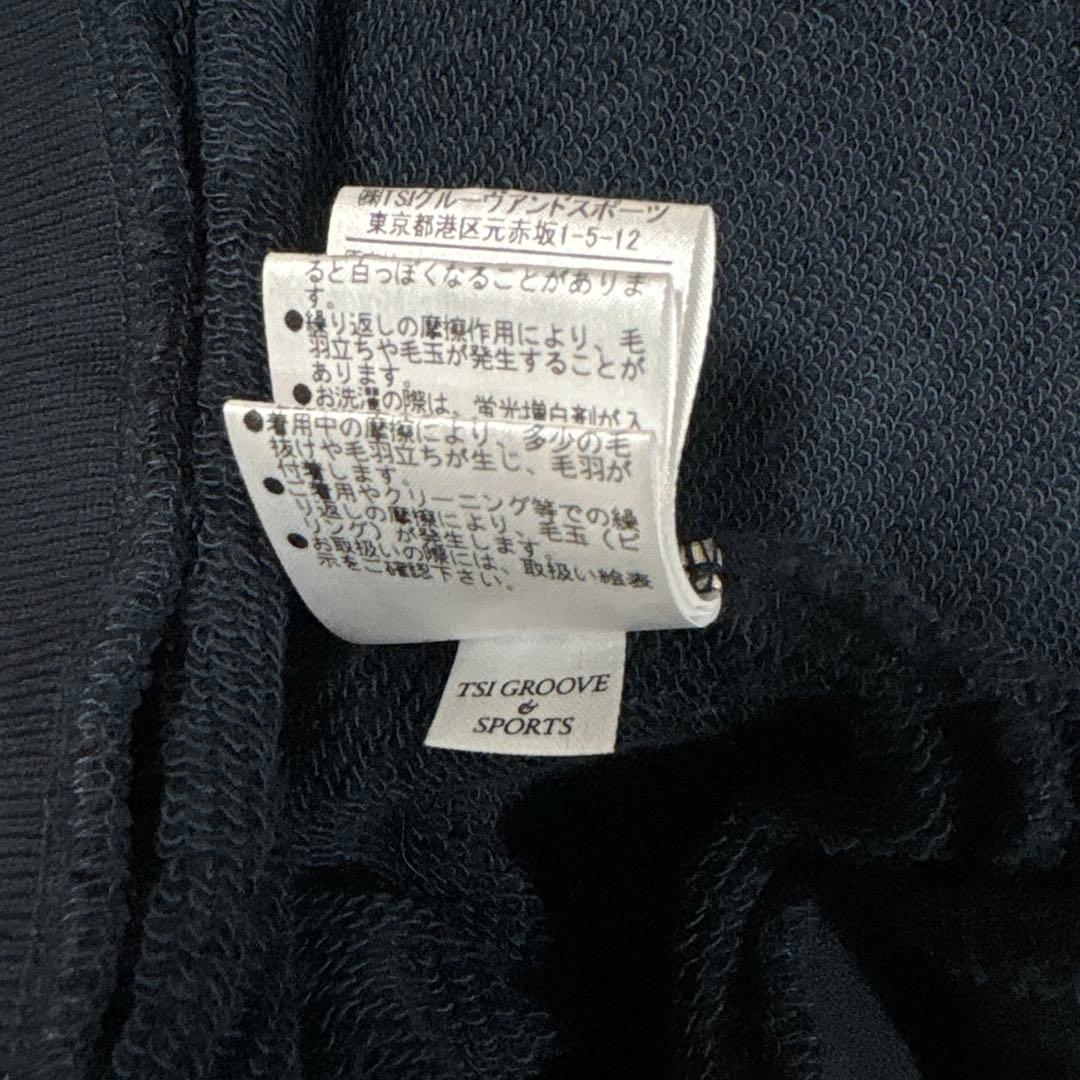 ㈱TSIグルーヴアンドスポーツ
東京都港区元赤坂1-5-12
ると白っぽくなることがありま
す。
●繰り返しの摩擦作用により、毛
羽立ちや毛玉が発生することが
あります。
●お洗濯の際は、蛍光増白剤が入
●着用中の摩擦により、多少の毛
抜けや毛羽立ちが生じ、毛羽が
付着します。
●ご着用やクリーニング等での繰
り返しの摩擦により、毛玉（ピ
リング）が発生します。
●お取扱いの際には、取扱い絵表
示をご確認下さい。
TSI GROOVE
&
SPORTS